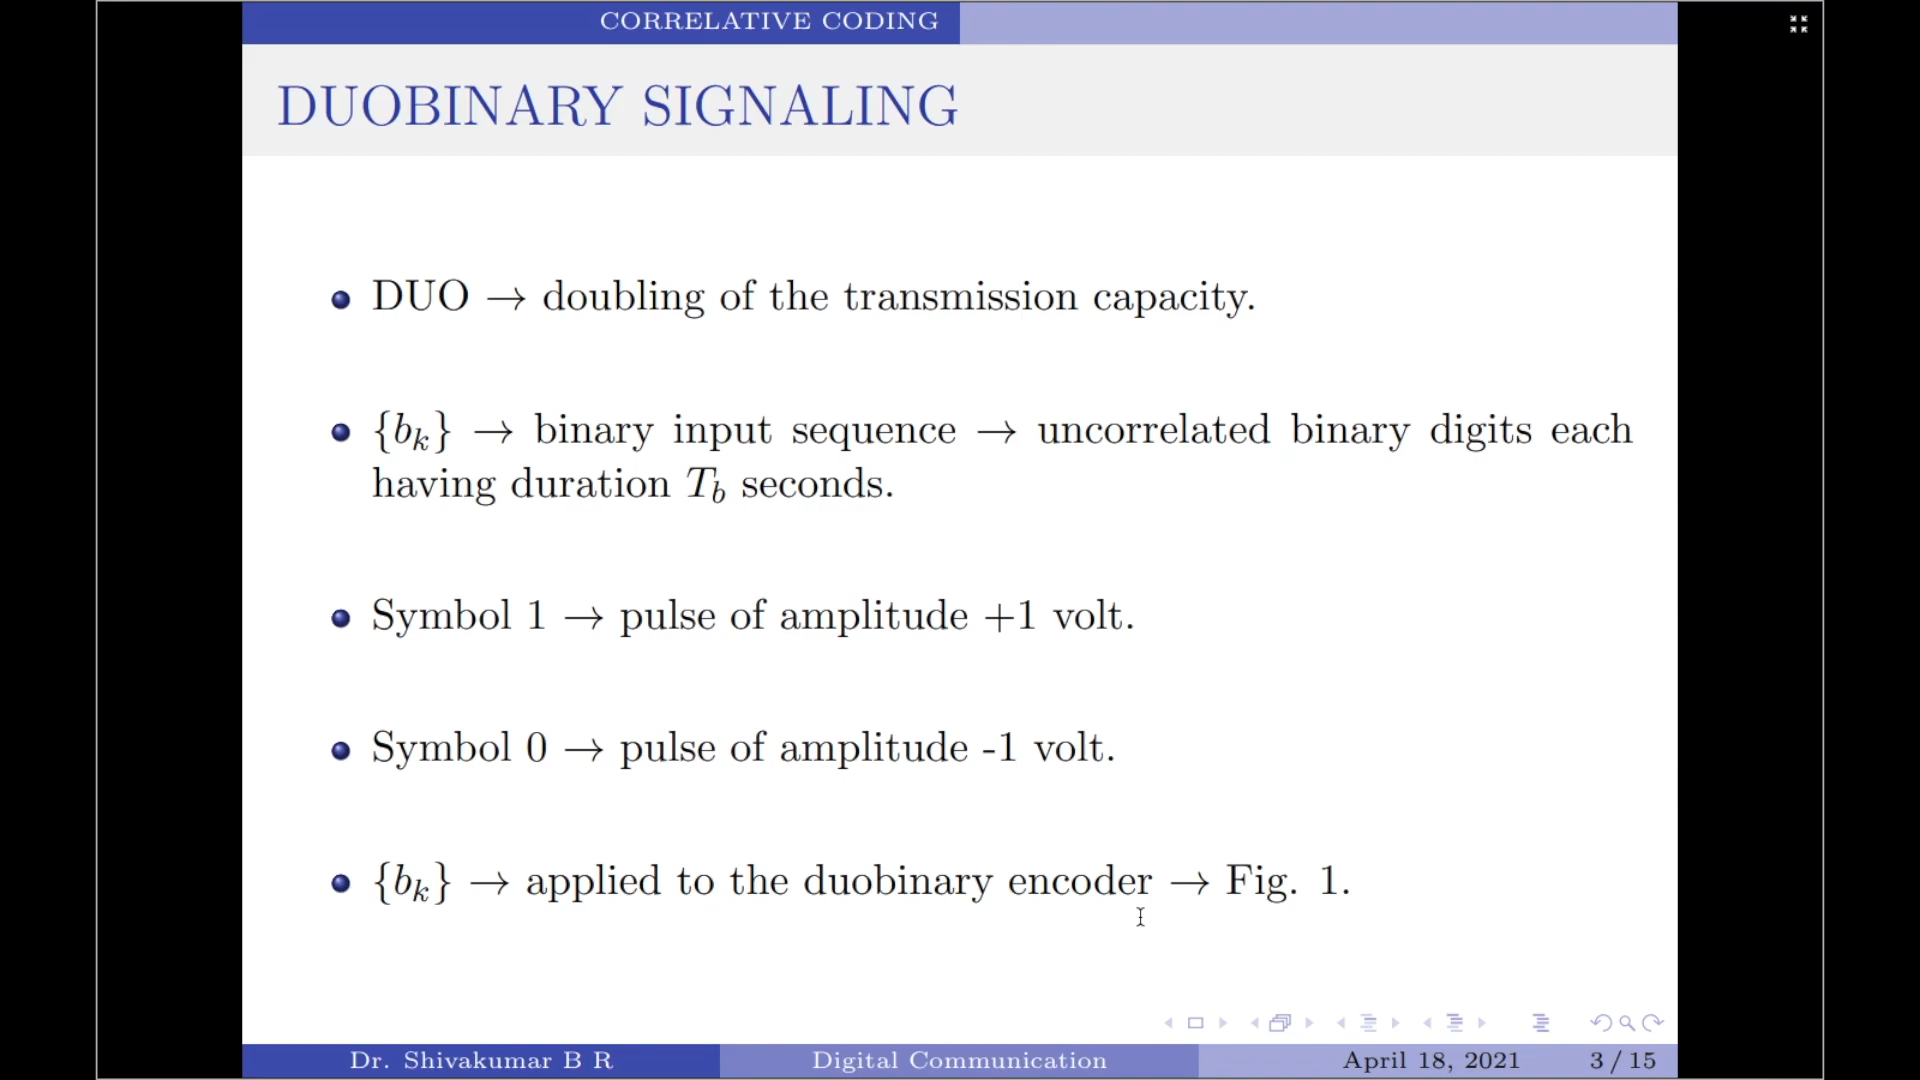 CORRELATIVE CODING
DUOBINARY SIGNALING
DUO → doubling of the transmission capacity.
{b_k} → binary input sequence → uncorrelated binary digits each
having duration T_b seconds.
Symbol 1 → pulse of amplitude +1 volt.
Symbol 0 → pulse of amplitude -1 volt.
{b_k} → applied to the duobinary encoder → Fig. 1.
Dr. Shivakumar B R
Digital Communication
April 18, 2021
3 / 15